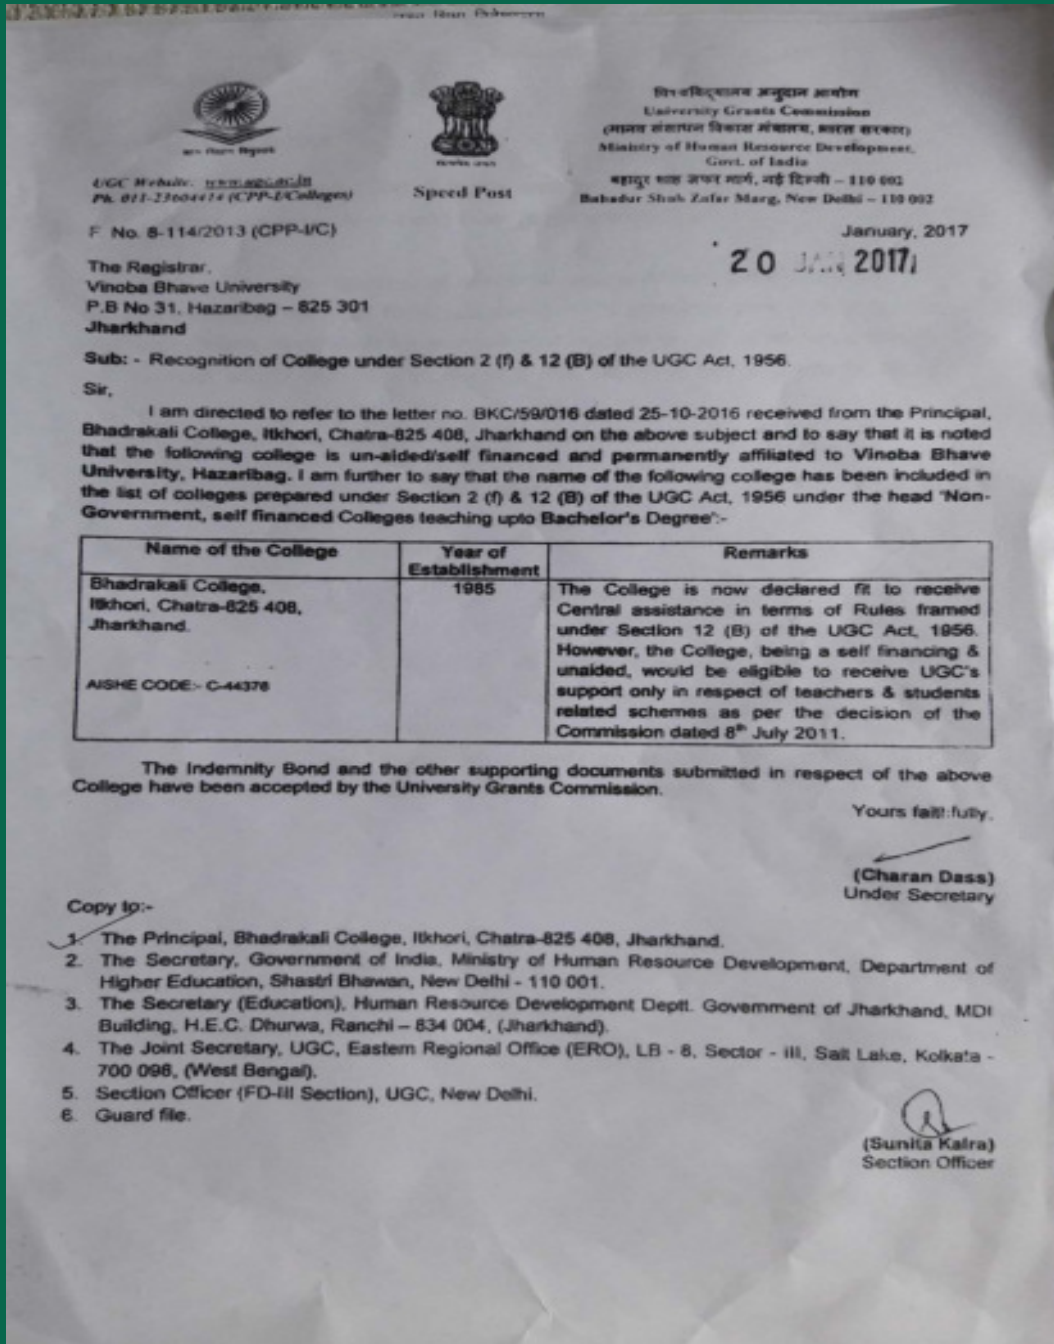 विश्वविद्यालय अनुदान आयोग
University Grants Commission
(मानव संसाधन विकास मंत्रालय, भारत सरकार)
Ministry of Human Resource Development,
Govt. of India
बहादुर शाह ज़फर मार्ग, नई दिल्ली – 110 002
Bahadur Shah Zafar Marg, New Delhi – 110 002
UGC Website: www.ugc.ac.in
Ph. 011-23604414 (CPP-I/Colleges)
Speed Post
F No. 8-114/2013 (CPP-I/C)
January, 2017
20 JAN 2017
The Registrar,
Vinoba Bhave University
P.B No 31, Hazaribag – 825 301
Jharkhand
Sub: - Recognition of College under Section 2 (f) & 12 (B) of the UGC Act, 1956.
Sir,
I am directed to refer to the letter no. BKC/59/016 dated 25-10-2016 received from the Principal,
Bhadrakali College, Itkhori, Chatra-825 408, Jharkhand on the above subject and to say that it is noted
that the following college is un-aided/self financed and permanently affiliated to Vinoba Bhave
University, Hazaribag. I am further to say that the name of the following college has been included in
the list of colleges prepared under Section 2 (f) & 12 (B) of the UGC Act, 1956 under the head 'Non-
Government, self financed Colleges teaching upto Bachelor's Degree':-
Name of the College
Year of
Establishment
Remarks
Bhadrakali College,
Itkhori, Chatra-825 408,
Jharkhand.
AISHE CODE:- C-44376
1985
The College is now declared fit to receive
Central assistance in terms of Rules framed
under Section 12 (B) of the UGC Act, 1956.
However, the College, being a self financing &
unaided, would be eligible to receive UGC's
support only in respect of teachers & students
related schemes as per the decision of the
Commission dated 8th July 2011.
The Indemnity Bond and the other supporting documents submitted in respect of the above
College have been accepted by the University Grants Commission.
Yours faithfully,
(Charan Dass)
Under Secretary
Copy to:-
1. The Principal, Bhadrakali College, Itkhori, Chatra-825 408, Jharkhand.
2. The Secretary, Government of India, Ministry of Human Resource Development, Department of
Higher Education, Shastri Bhawan, New Delhi - 110 001.
3. The Secretary (Education), Human Resource Development Deptt. Government of Jharkhand, MDI
Building, H.E.C. Dhurwa, Ranchi – 834 004, (Jharkhand).
4. The Joint Secretary, UGC, Eastern Regional Office (ERO), LB - 8, Sector - III, Salt Lake, Kolkata -
700 098, (West Bengal).
5. Section Officer (FD-III Section), UGC, New Delhi.
6. Guard file.
(Sunita Kalra)
Section Officer